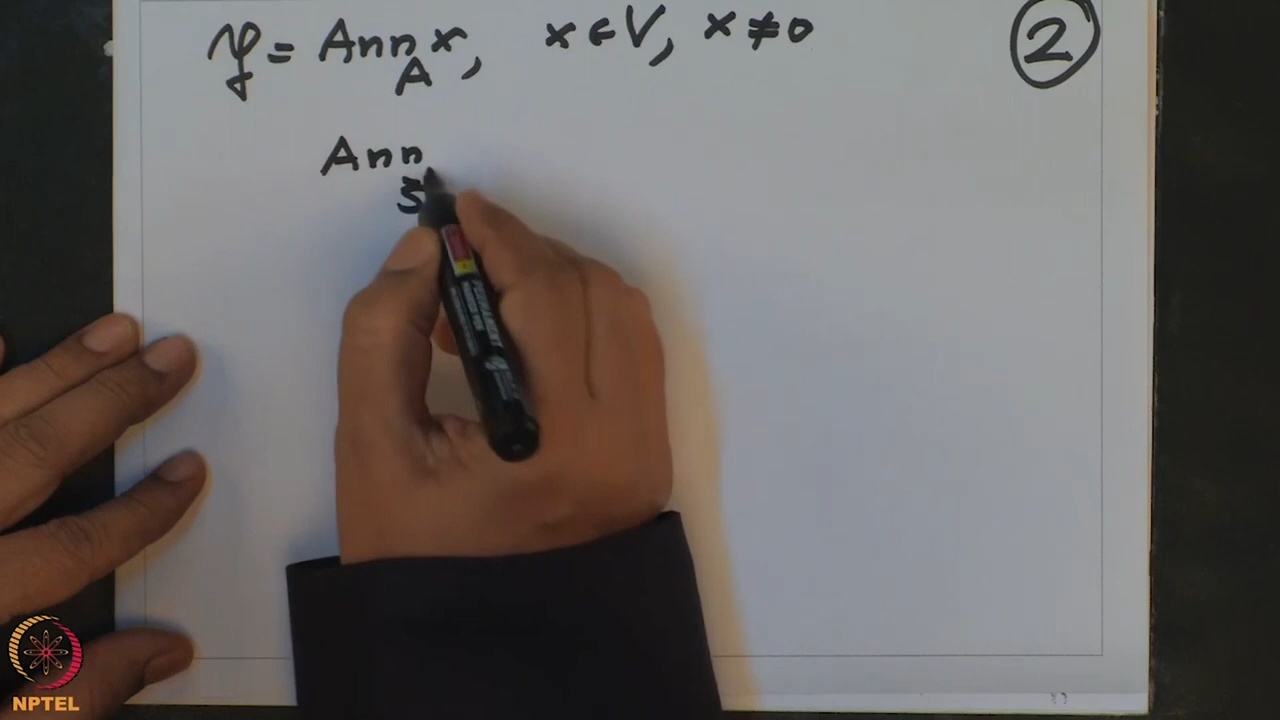 𝔭 = Ann_A x, x ∈ V, x ≠ 0
②
Ann
NPTEL